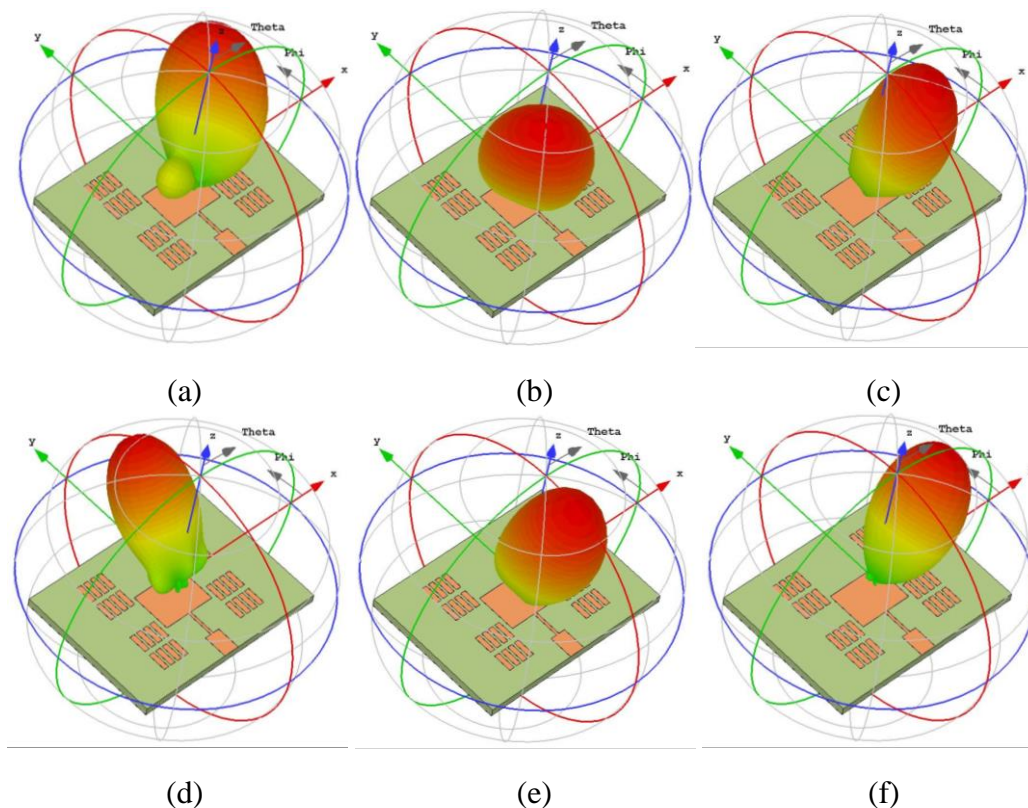 y z Theta Phi x
y z Theta Phi x
y z Theta Phi x
(a) (b) (c)
y z Theta Phi x
y z Theta Phi x
y z Theta Phi x
(d) (e) (f)